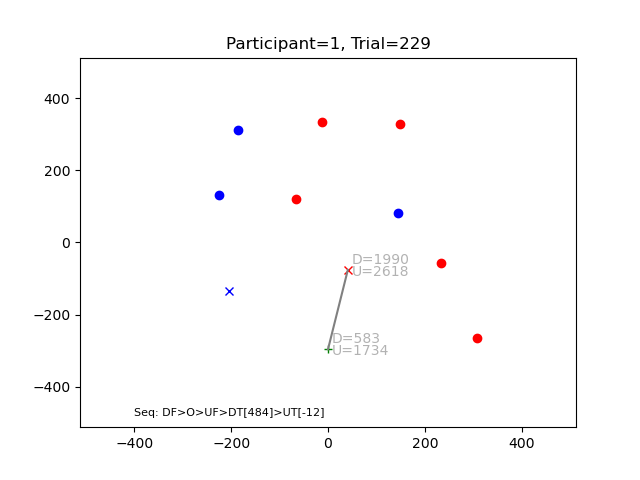 Participant=1, Trial=229
400
200
0
−200
−400
D=1990
U=2618
D=583
U=1734
Seq: DF>O>UF>DT[484]>UT[-12]
−400 −200 0 200 400